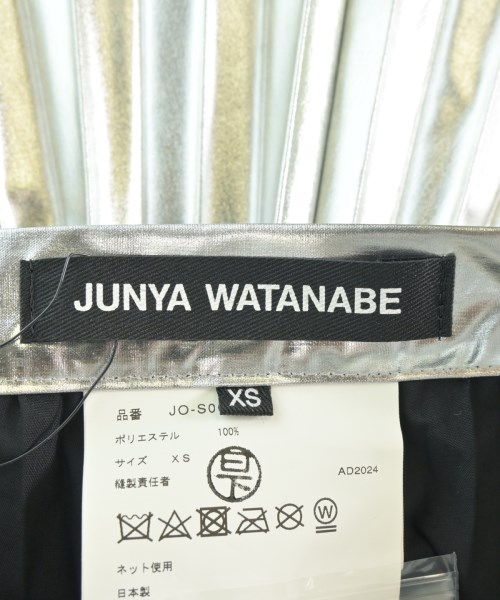 JUNYA WATANABE
XS
品番 JO-S0
ポリエステル 100%
サイズ XS
縫製責任者
AD2024
W
ネット使用
日本製